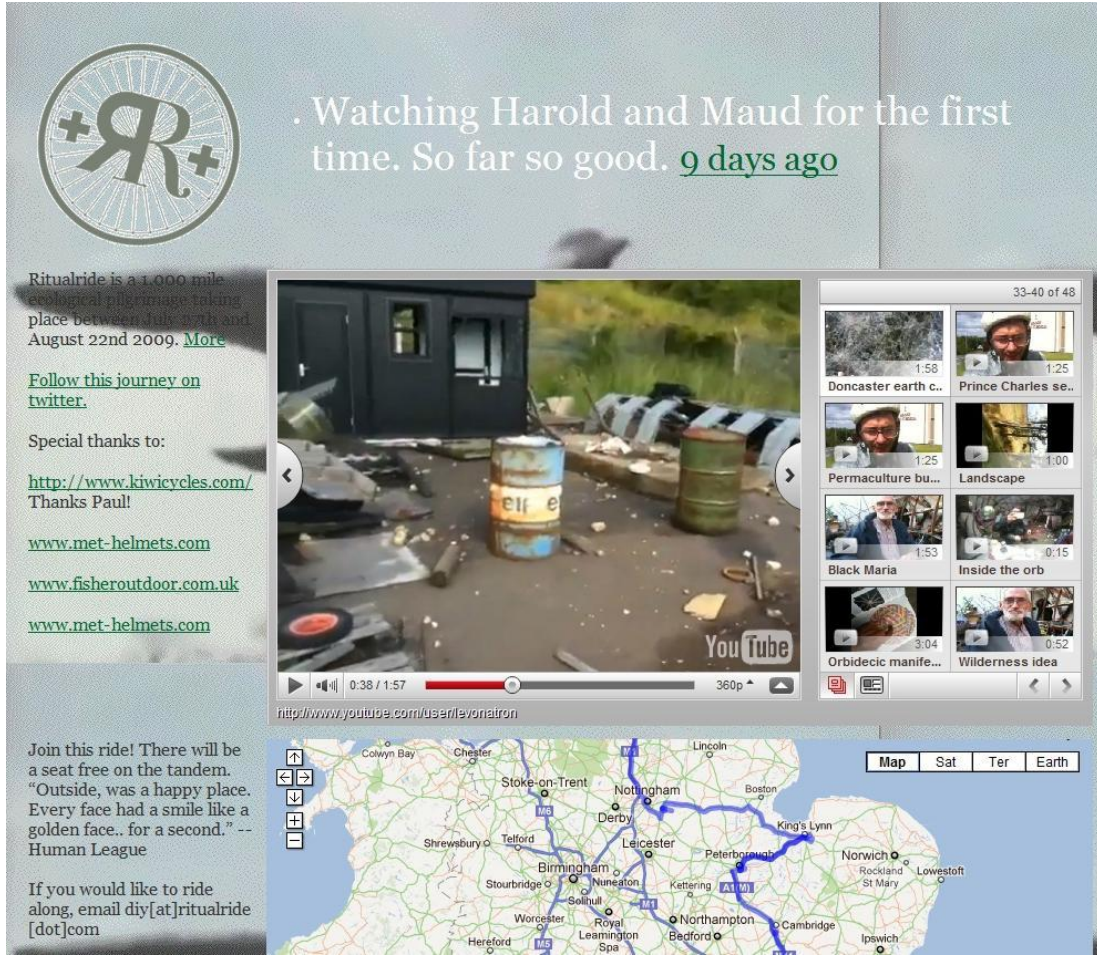 RR
. Watching Harold and Maud for the first
time. So far so good. 9 days ago
Ritualride is a 1,000 mile
ecological pilgrimage taking
place between July 27th and
August 22nd 2009. More
Follow this journey on
twitter.
Special thanks to:
http://www.kiwicycles.com/
Thanks Paul!
www.met-helmets.com
www.fisheroutdoor.com.uk
www.met-helmets.com
elf e
YouTube
0:38 / 1:57
360p
http://www.youtube.com/user/levonatron
33-40 of 48
1:58
1:25
Doncaster earth c..
Prince Charles se..
1:25
1:00
Permaculture bu...
Landscape
1:53
0:15
Black Maria
Inside the orb
3:04
0:52
Orbidecic manife...
Wilderness idea
Join this ride! There will be
a seat free on the tandem.
“Outside, was a happy place.
Every face had a smile like a
golden face.. for a second.” --
Human League
If you would like to ride
along, email diy[at]ritualride
[dot]com
Map
Sat
Ter
Earth
Colwyn Bay
Chester
M1
Lincoln
Stoke-on-Trent
Nottingham
Boston
M6
Derby
King's Lynn
Shrewsbury
Telford
Leicester
Peterborough
Norwich
Birmingham
Rockland
St Mary
Lowestoft
Stourbridge
Nuneaton
Kettering
A1(M)
Solihull
M1
Worcester
Royal
Leamington
Spa
Northampton
Cambridge
Hereford
M5
Bedford
Ipswich